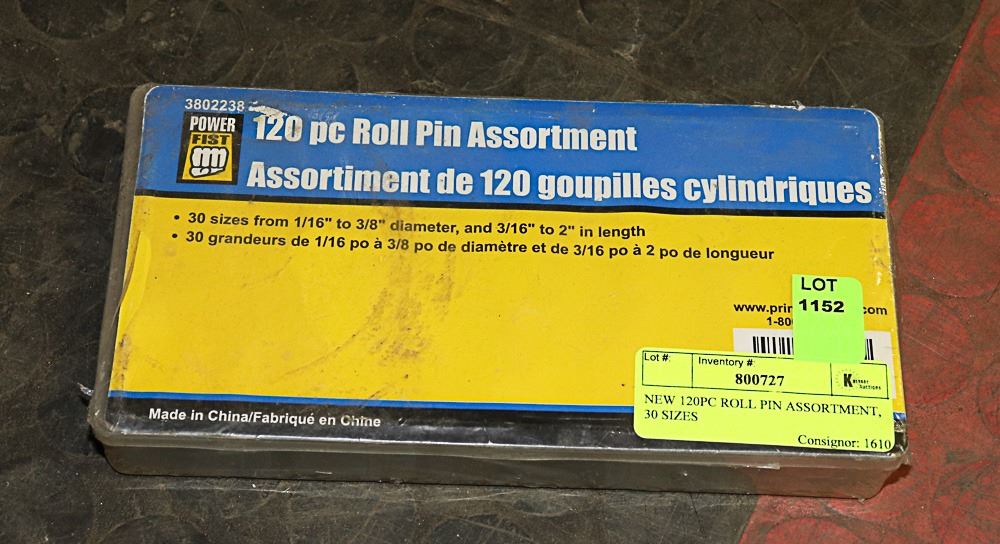 3802238
POWER
FIST
120 pc Roll Pin Assortment
Assortiment de 120 goupilles cylindriques
• 30 sizes from 1/16" to 3/8" diameter, and 3/16" to 2" in length
• 30 grandeurs de 1/16 po à 3/8 po de diamètre et de 3/16 po à 2 po de longueur
LOT
1152
Lot #:
Inventory #:
800727
Auctions
NEW 120PC ROLL PIN ASSORTMENT,
30 SIZES
Consignor: 1610
Made in China/Fabriqué en Chine